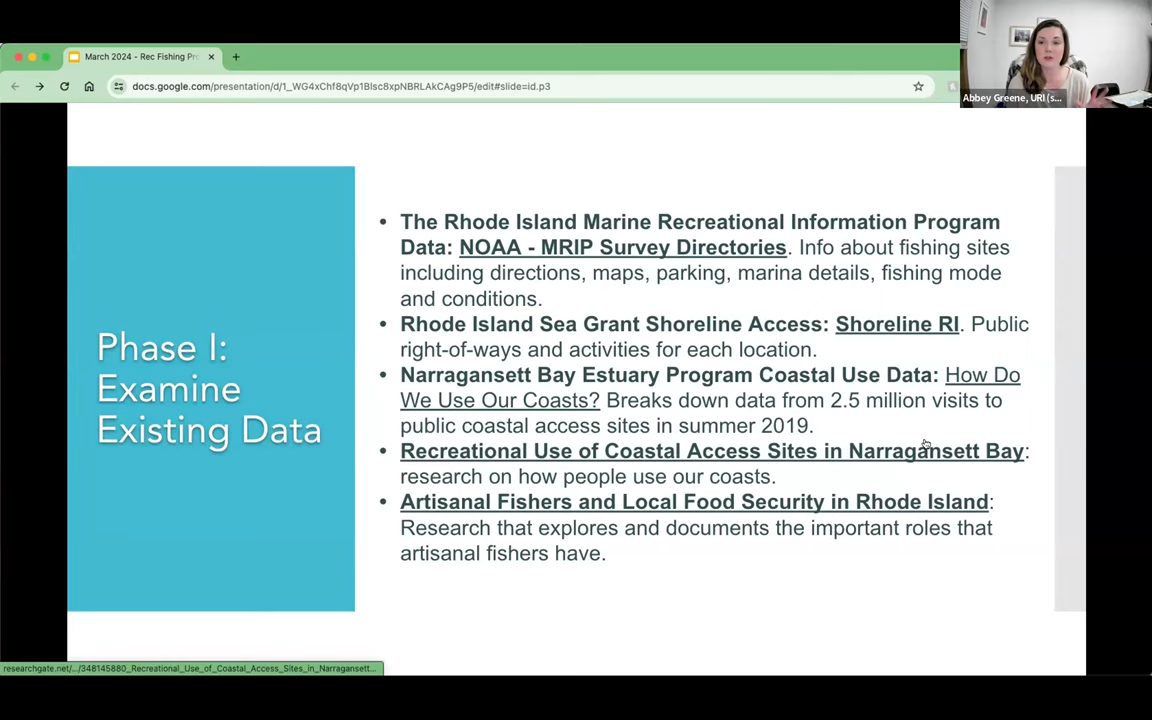 March 2024 - Rec Fishing Pr
docs.google.com/presentation/d/1_WG4xChf8qVp1Blsc8xpNBRLAkCAg9P5/edit#slide=id.p3
Abbey Greene, URI (s...
Phase I:
Examine
Existing Data
• The Rhode Island Marine Recreational Information Program
Data: NOAA - MRIP Survey Directories. Info about fishing sites
including directions, maps, parking, marina details, fishing mode
and conditions.
• Rhode Island Sea Grant Shoreline Access: Shoreline RI. Public
right-of-ways and activities for each location.
• Narragansett Bay Estuary Program Coastal Use Data: How Do
We Use Our Coasts? Breaks down data from 2.5 million visits to
public coastal access sites in summer 2019.
• Recreational Use of Coastal Access Sites in Narragansett Bay:
research on how people use our coasts.
• Artisanal Fishers and Local Food Security in Rhode Island:
Research that explores and documents the important roles that
artisanal fishers have.
researchgate.net/.../348145880_Recreational_Use_of_Coastal_Access_Sites_in_Narragansett...